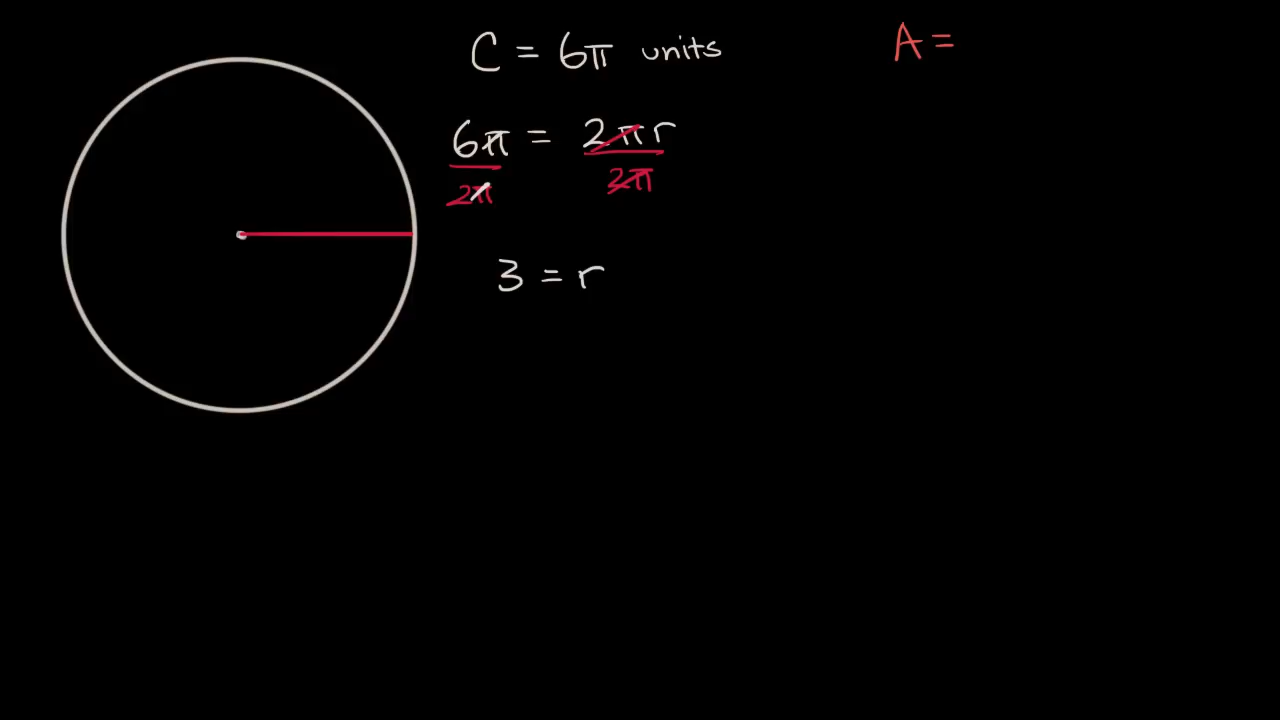 C = 6π units
A =
6π = 2πr
2π 2π
3 = r